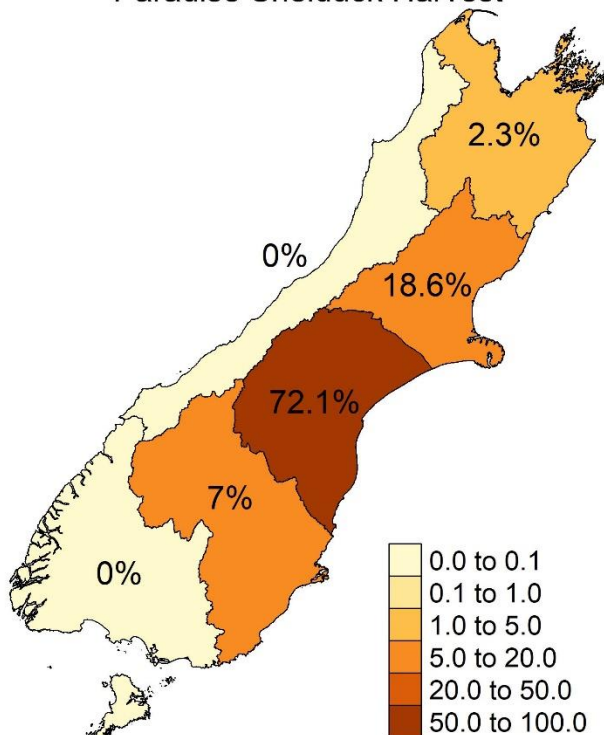 Paradise Shelduck Harvest
2.3%
0%
18.6%
72.1%
7%
0%
0.0 to 0.1
0.1 to 1.0
1.0 to 5.0
5.0 to 20.0
20.0 to 50.0
50.0 to 100.0